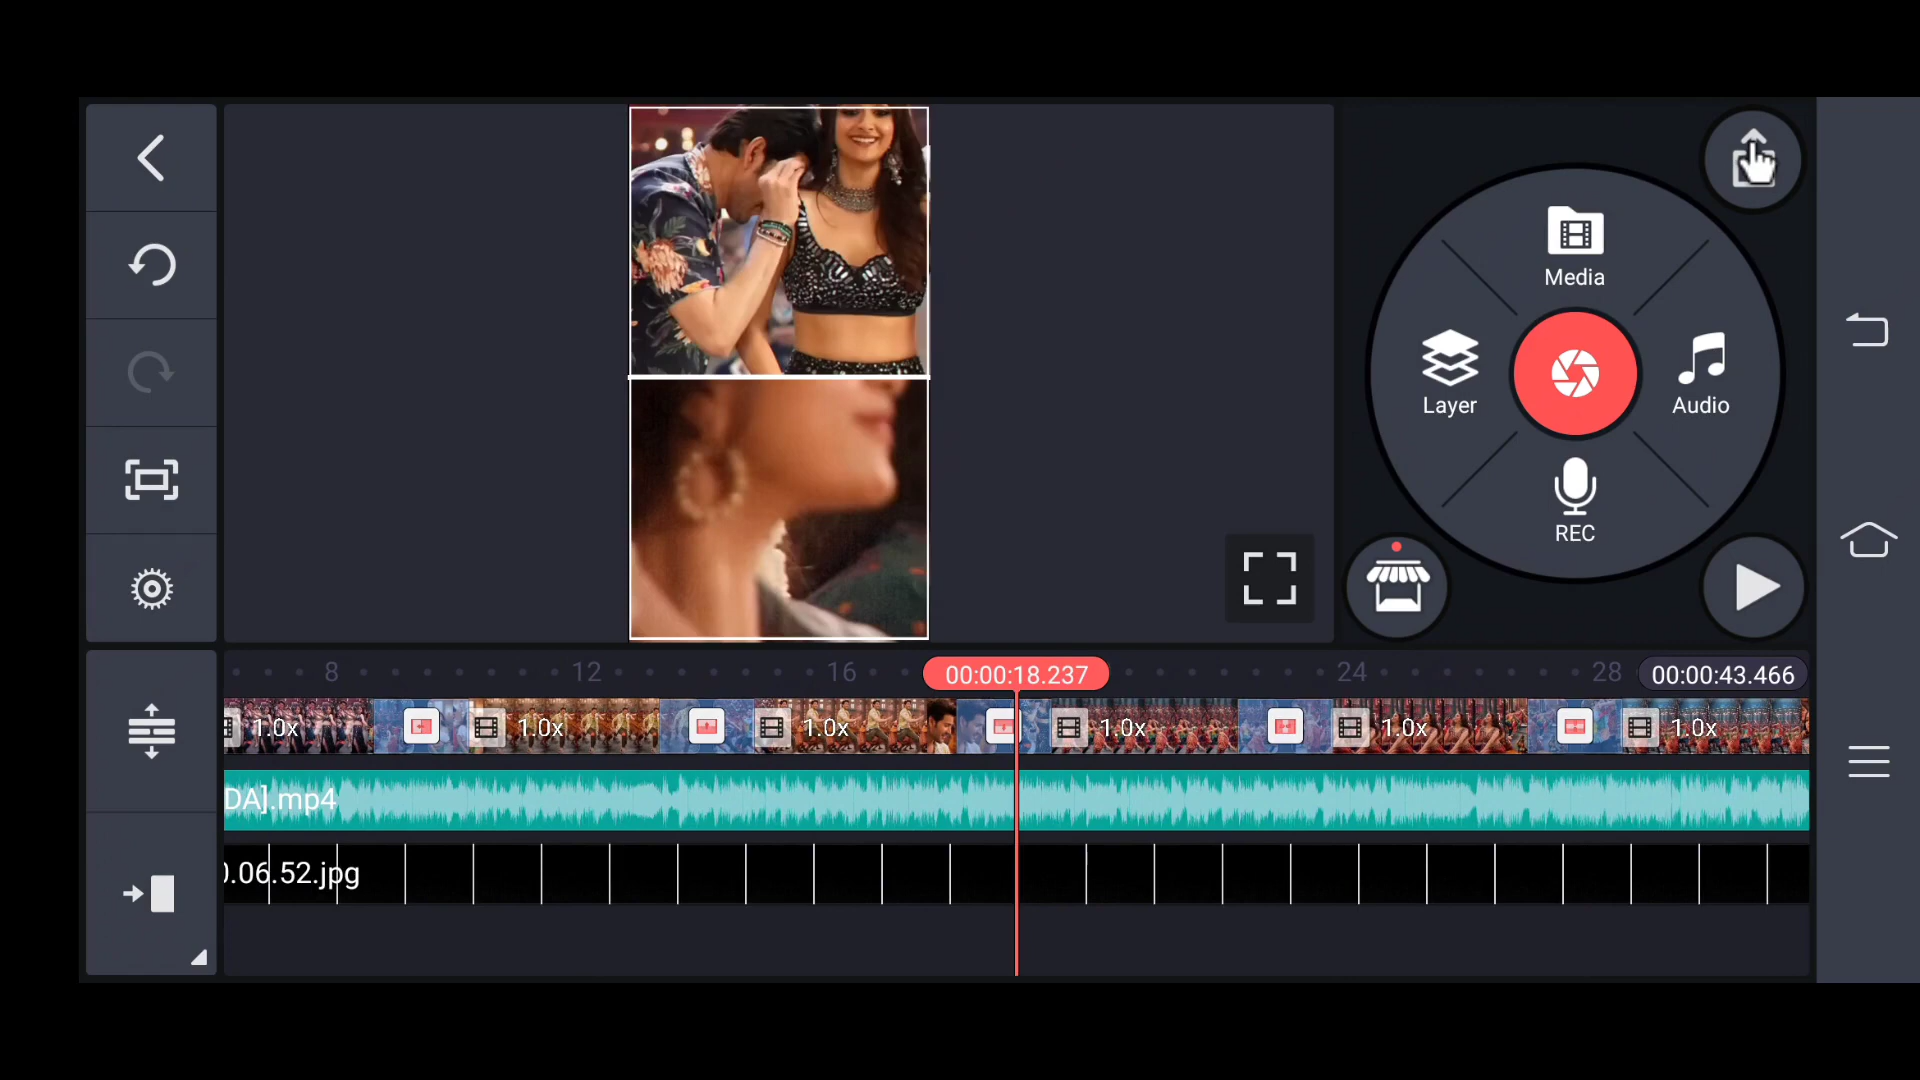 Media
Layer
Audio
REC
8
12
16
00:00:18.237
24
28
00:00:43.466
1.0x
1.0x
1.0x
1.0x
1.0x
1.0x
DA].mp4
0.06.52.jpg